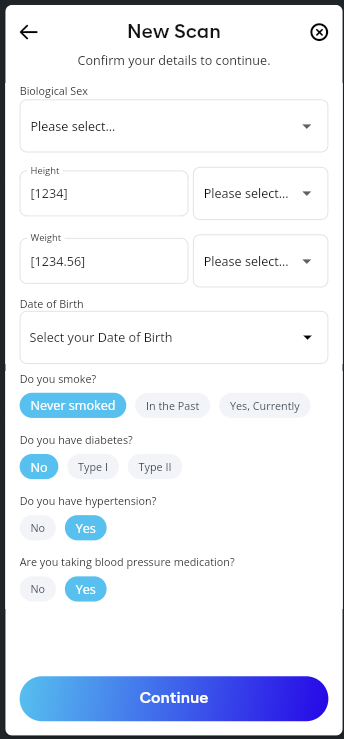 New Scan
Confirm your details to continue.
Biological Sex
Please select...
Height
[1234] Please select...
Weight
[1234.56] Please select...
Date of Birth
Select your Date of Birth
Do you smoke?
Never smoked In the Past Yes, Currently
Do you have diabetes?
No Type I Type II
Do you have hypertension?
No Yes
Are you taking blood pressure medication?
No Yes
Continue